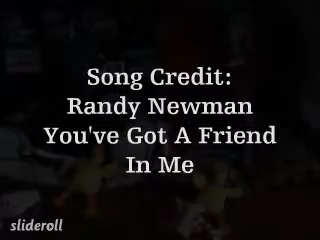 Song Credit:
Randy Newman
You've Got A Friend
In Me
slideroll